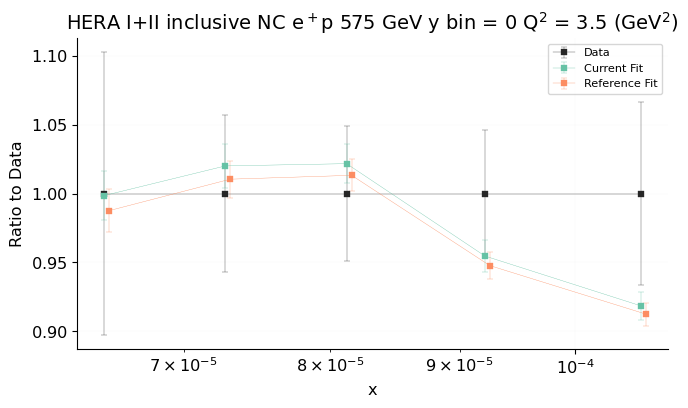 HERA I+II inclusive NC e⁺p 575 GeV y bin = 0 Q² = 3.5 (GeV²)
Data
Current Fit
Reference Fit
Ratio to Data
1.10
1.05
1.00
0.95
0.90
7 × 10⁻⁵
8 × 10⁻⁵
9 × 10⁻⁵
10⁻⁴
x